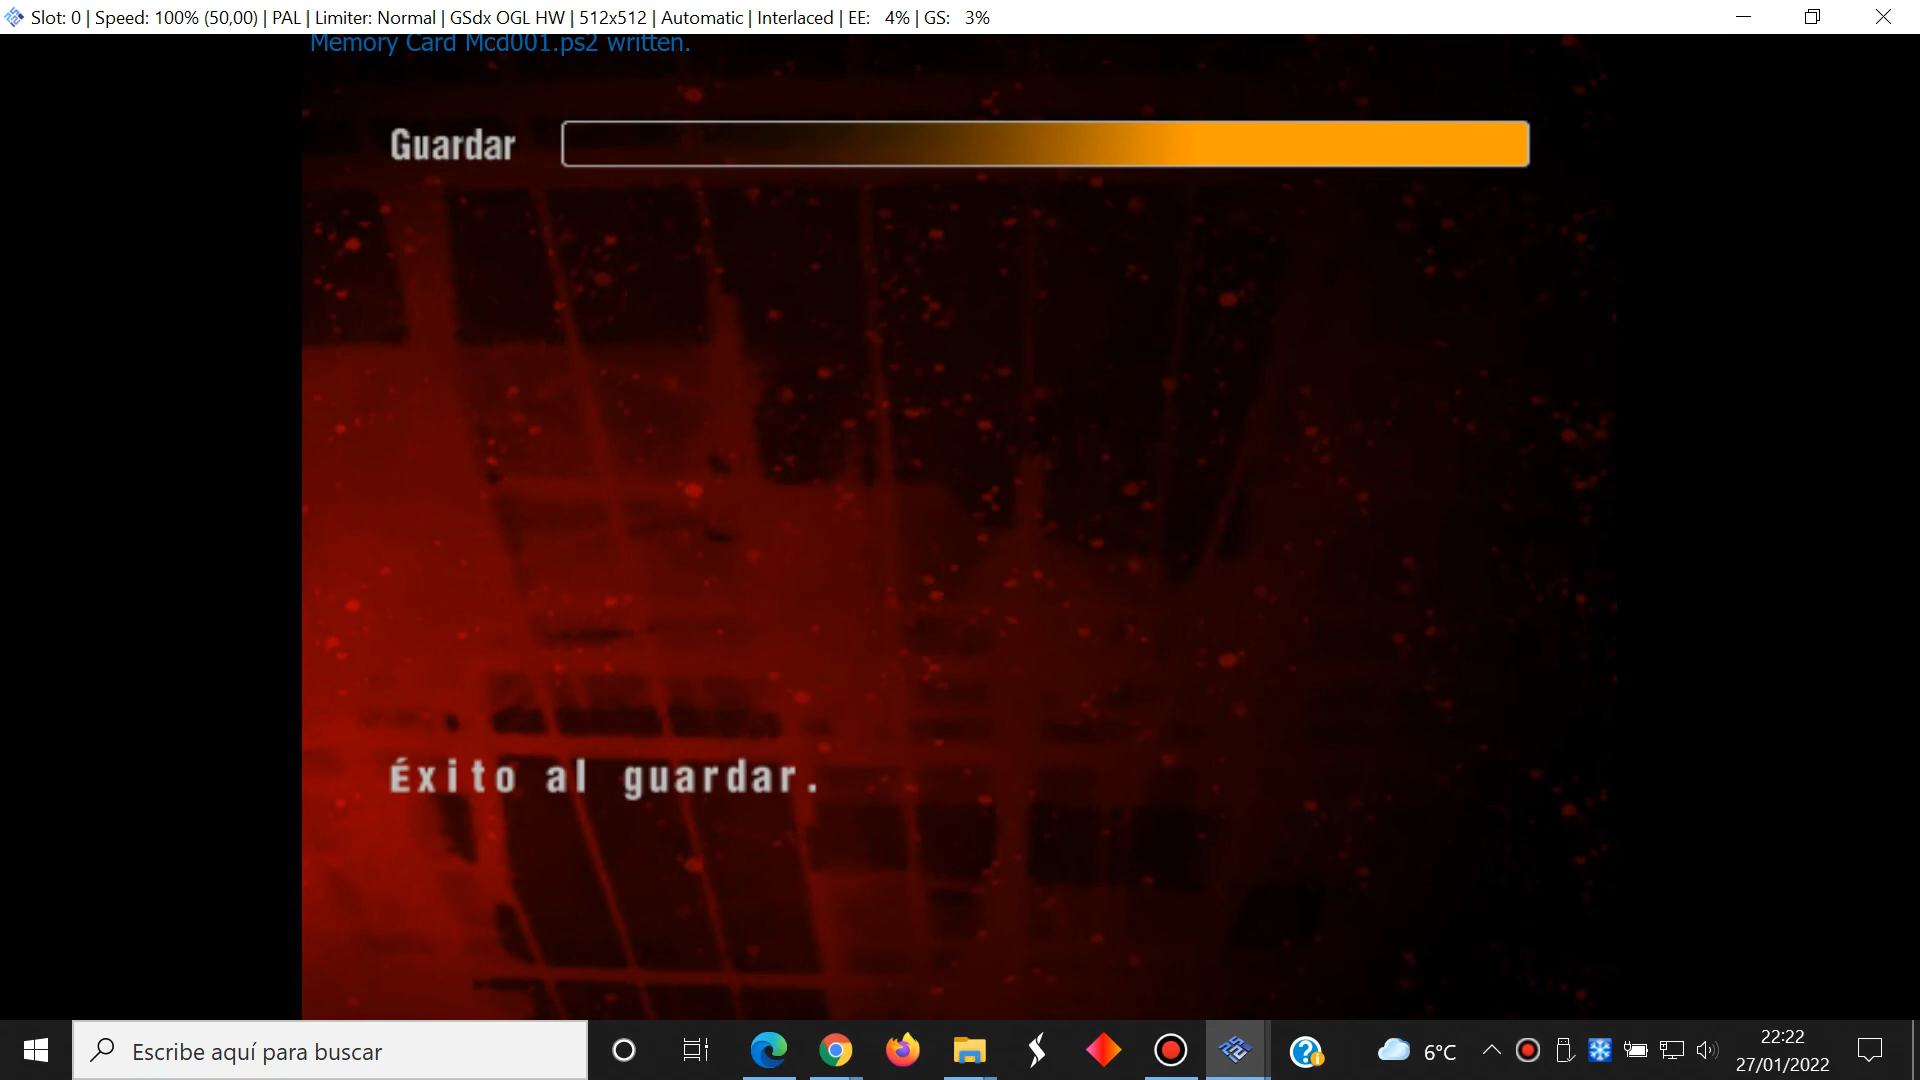 Slot: 0 | Speed: 100% (50,00) | PAL | Limiter: Normal | GSdx OGL HW | 512x512 | Automatic | Interlaced | EE: 4% | GS: 3%
Memory Card Mcd001.ps2 written.
Guardar
Éxito al guardar.
Escribe aquí para buscar
6°C
22:22
27/01/2022